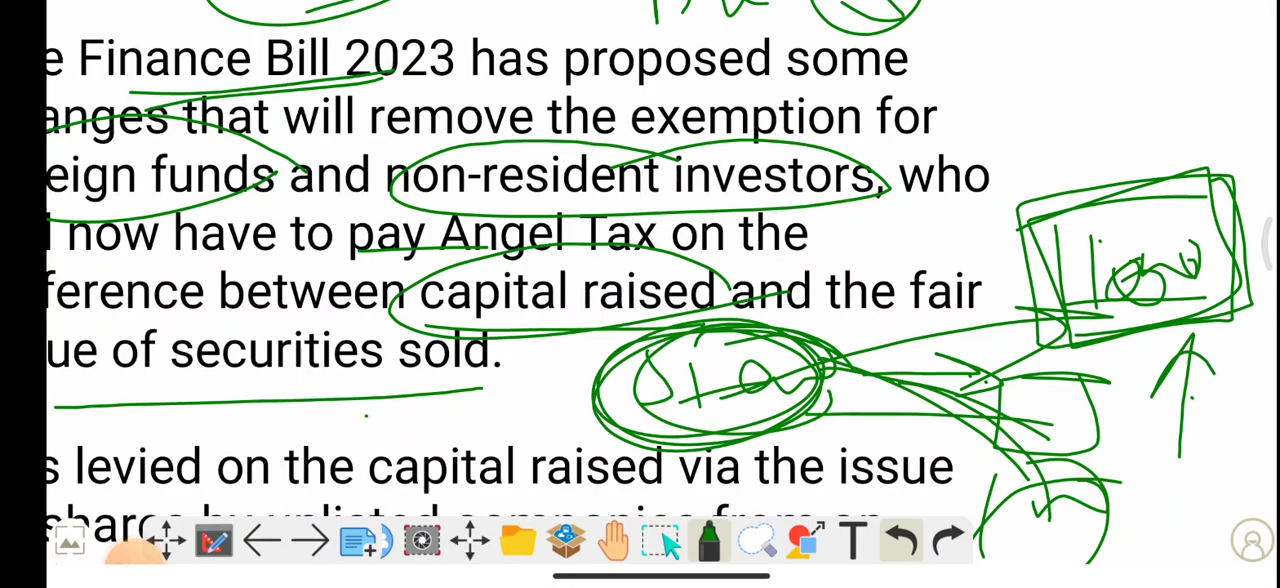 e Finance Bill 2023 has proposed some
anges that will remove the exemption for
eign funds and non-resident investors, who
now have to pay Angel Tax on the
ference between capital raised and the fair
ue of securities sold.
s levied on the capital raised via the issue
T